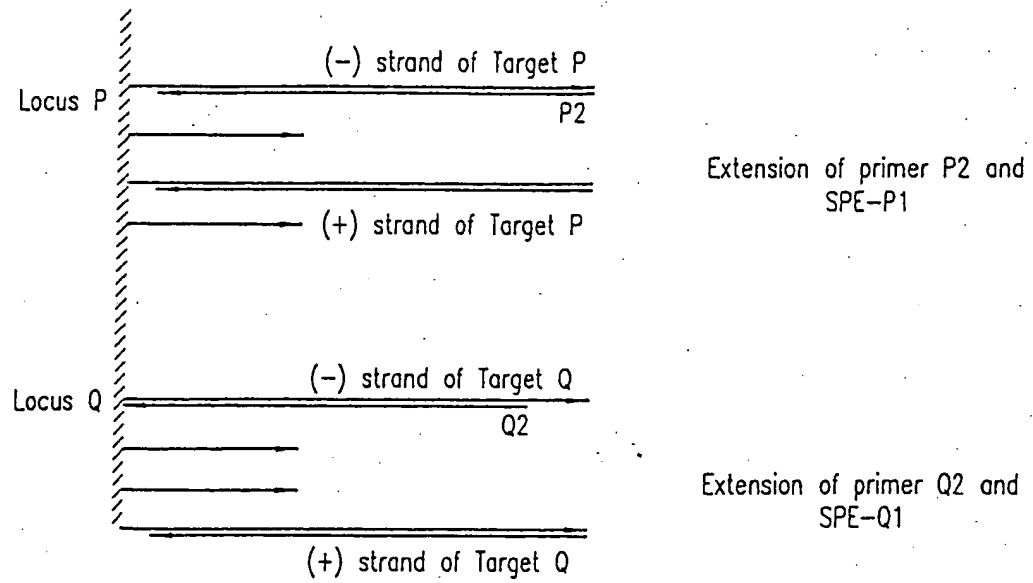 (-) strand of Target P
Locus P
P2
Extension of primer P2 and
SPE-P1
(+) strand of Target P
(-) strand of Target Q
Locus Q
Q2
Extension of primer Q2 and
SPE-Q1
(+) strand of Target Q